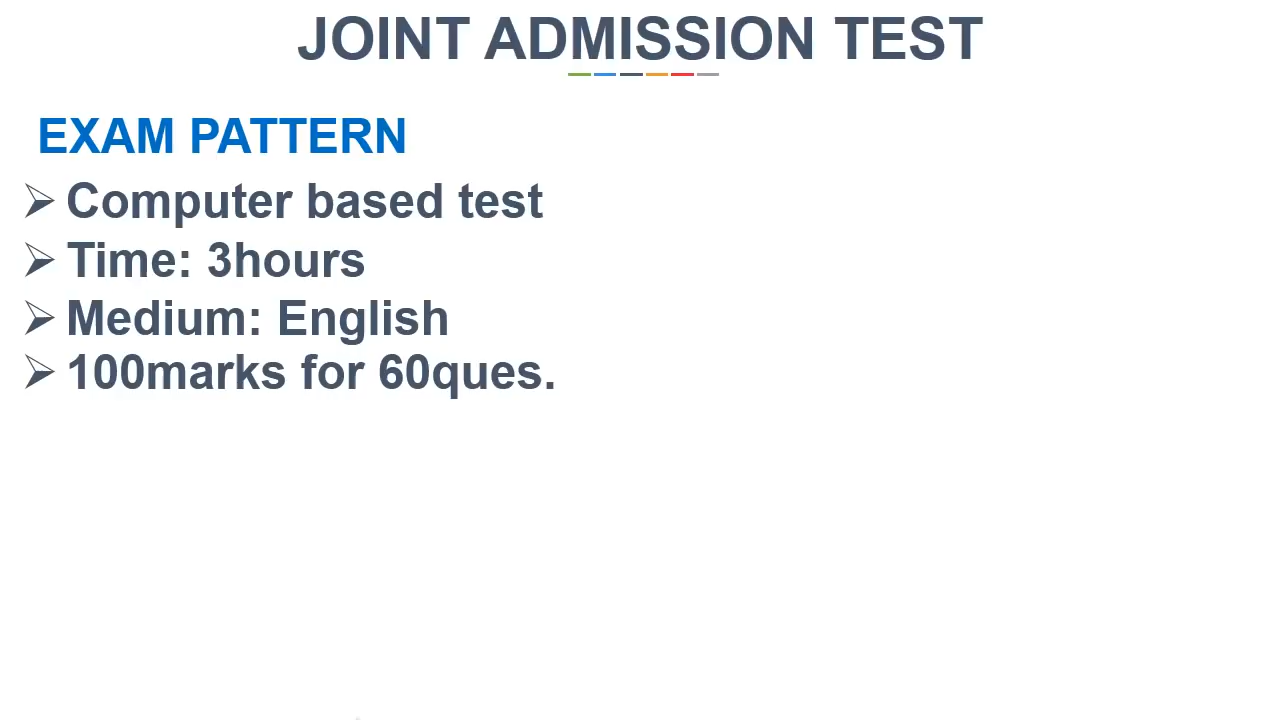 JOINT ADMISSION TEST
EXAM PATTERN
Computer based test
Time: 3hours
Medium: English
100marks for 60ques.